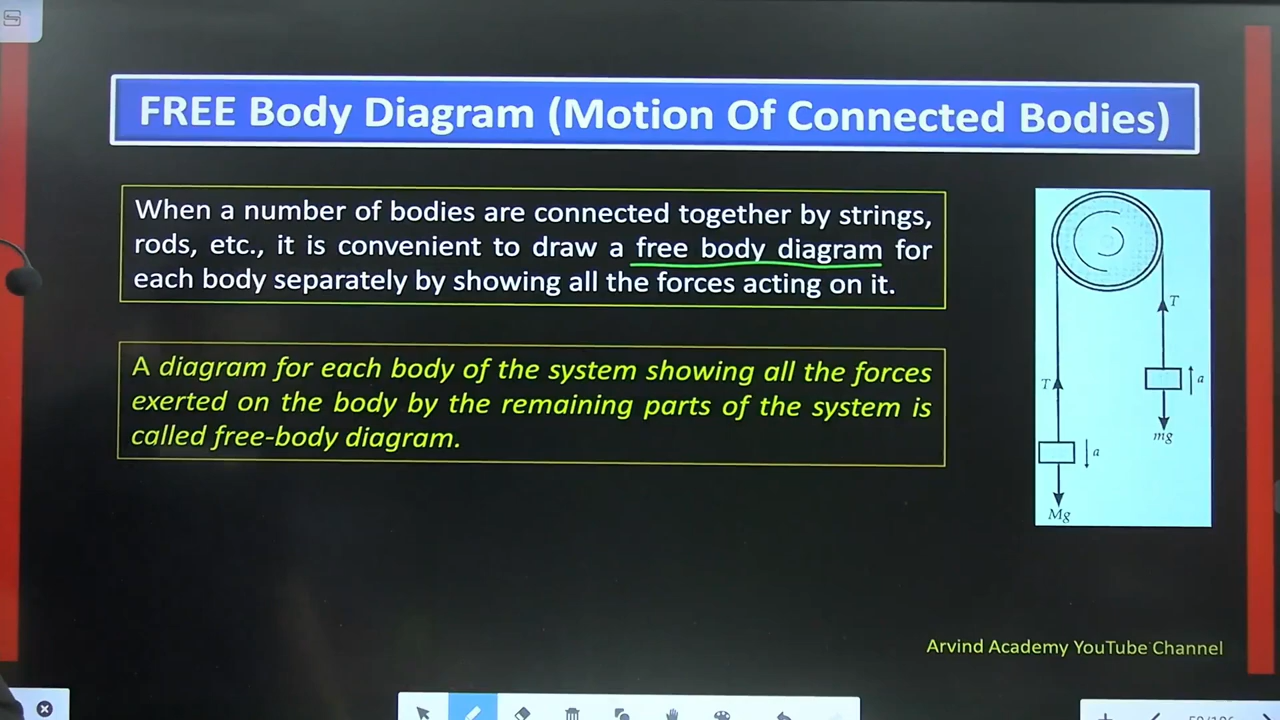 FREE Body Diagram (Motion Of Connected Bodies)
When a number of bodies are connected together by strings,
rods, etc., it is convenient to draw a free body diagram for
each body separately by showing all the forces acting on it.
A diagram for each body of the system showing all the forces
exerted on the body by the remaining parts of the system is
called free-body diagram.
T
a
mg
T
a
Mg
Arvind Academy YouTube Channel